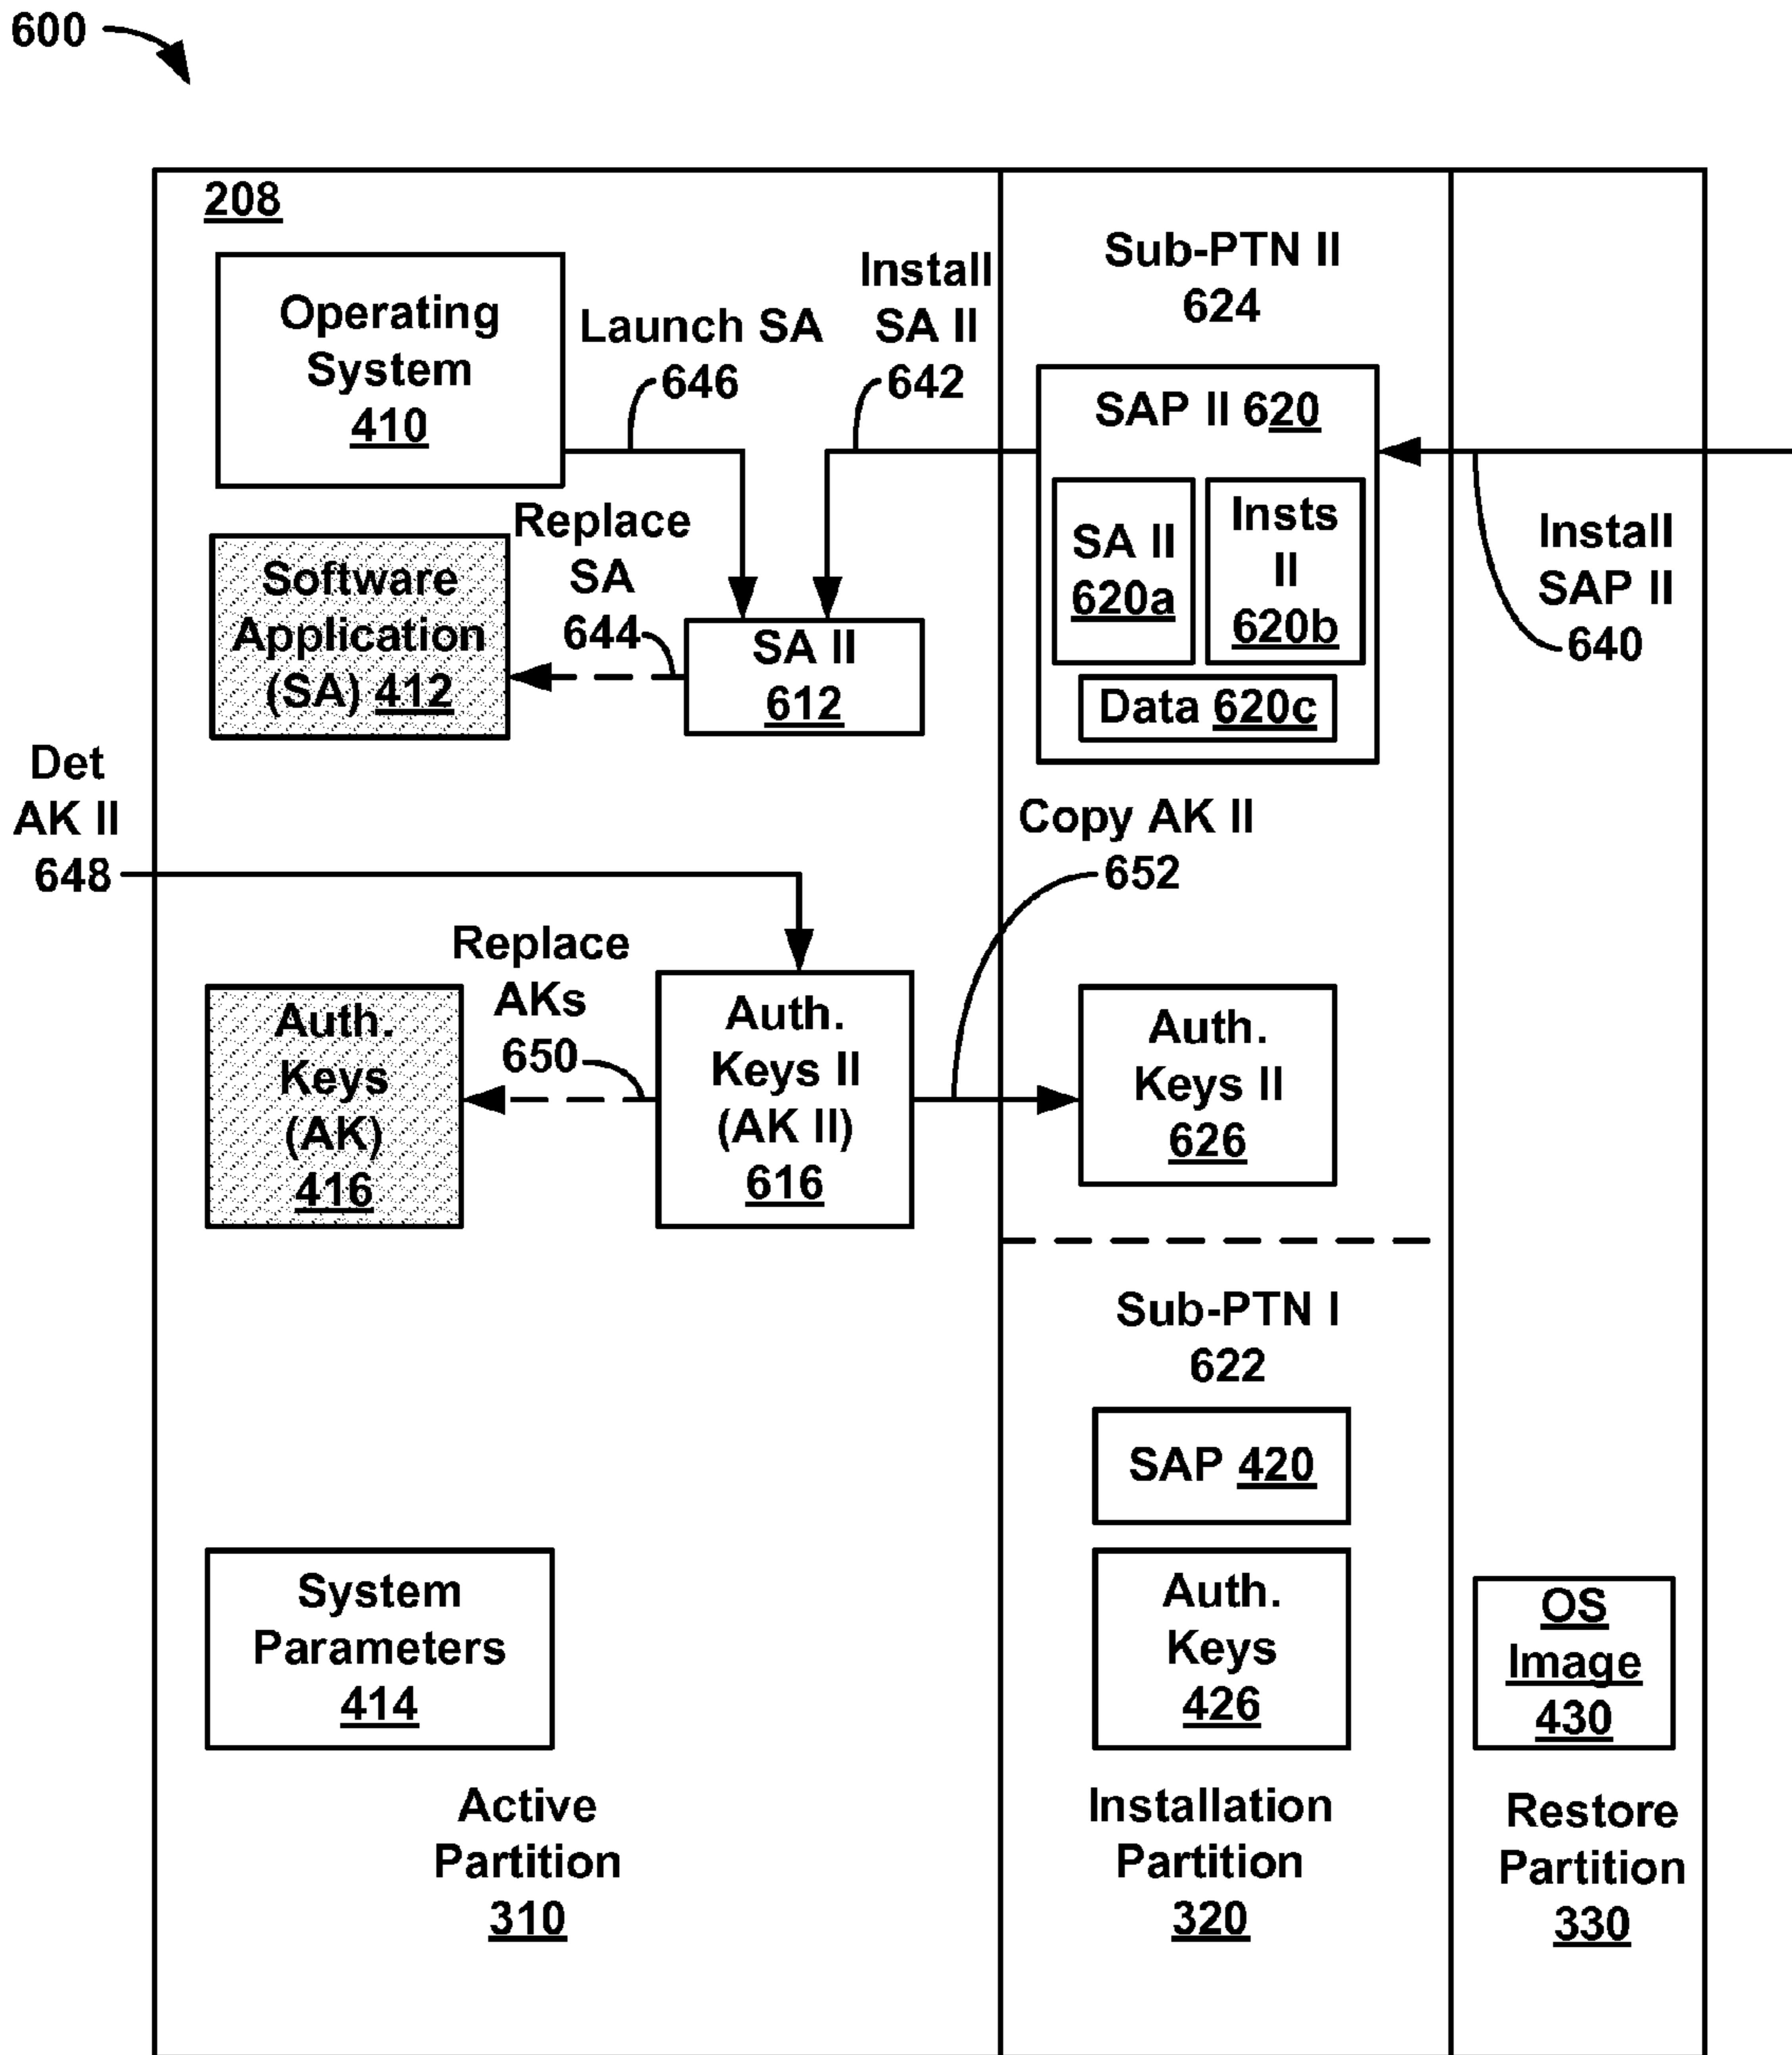 600
208
Operating
System
410
Launch SA
646
Install
SA II
642
Sub-PTN II
624
SAP II 620
SA II
620a
Insts
II
620b
Data 620c
Install
SAP II
640
Software
Application
(SA) 412
Replace
SA
644
SA II
612
Det
AK II
648
Copy AK II
652
Auth.
Keys
(AK)
416
Replace
AKs
650
Auth.
Keys II
(AK II)
616
Auth.
Keys II
626
Sub-PTN I
622
SAP 420
System
Parameters
414
Auth.
Keys
426
OS
Image
430
Active
Partition
310
Installation
Partition
320
Restore
Partition
330